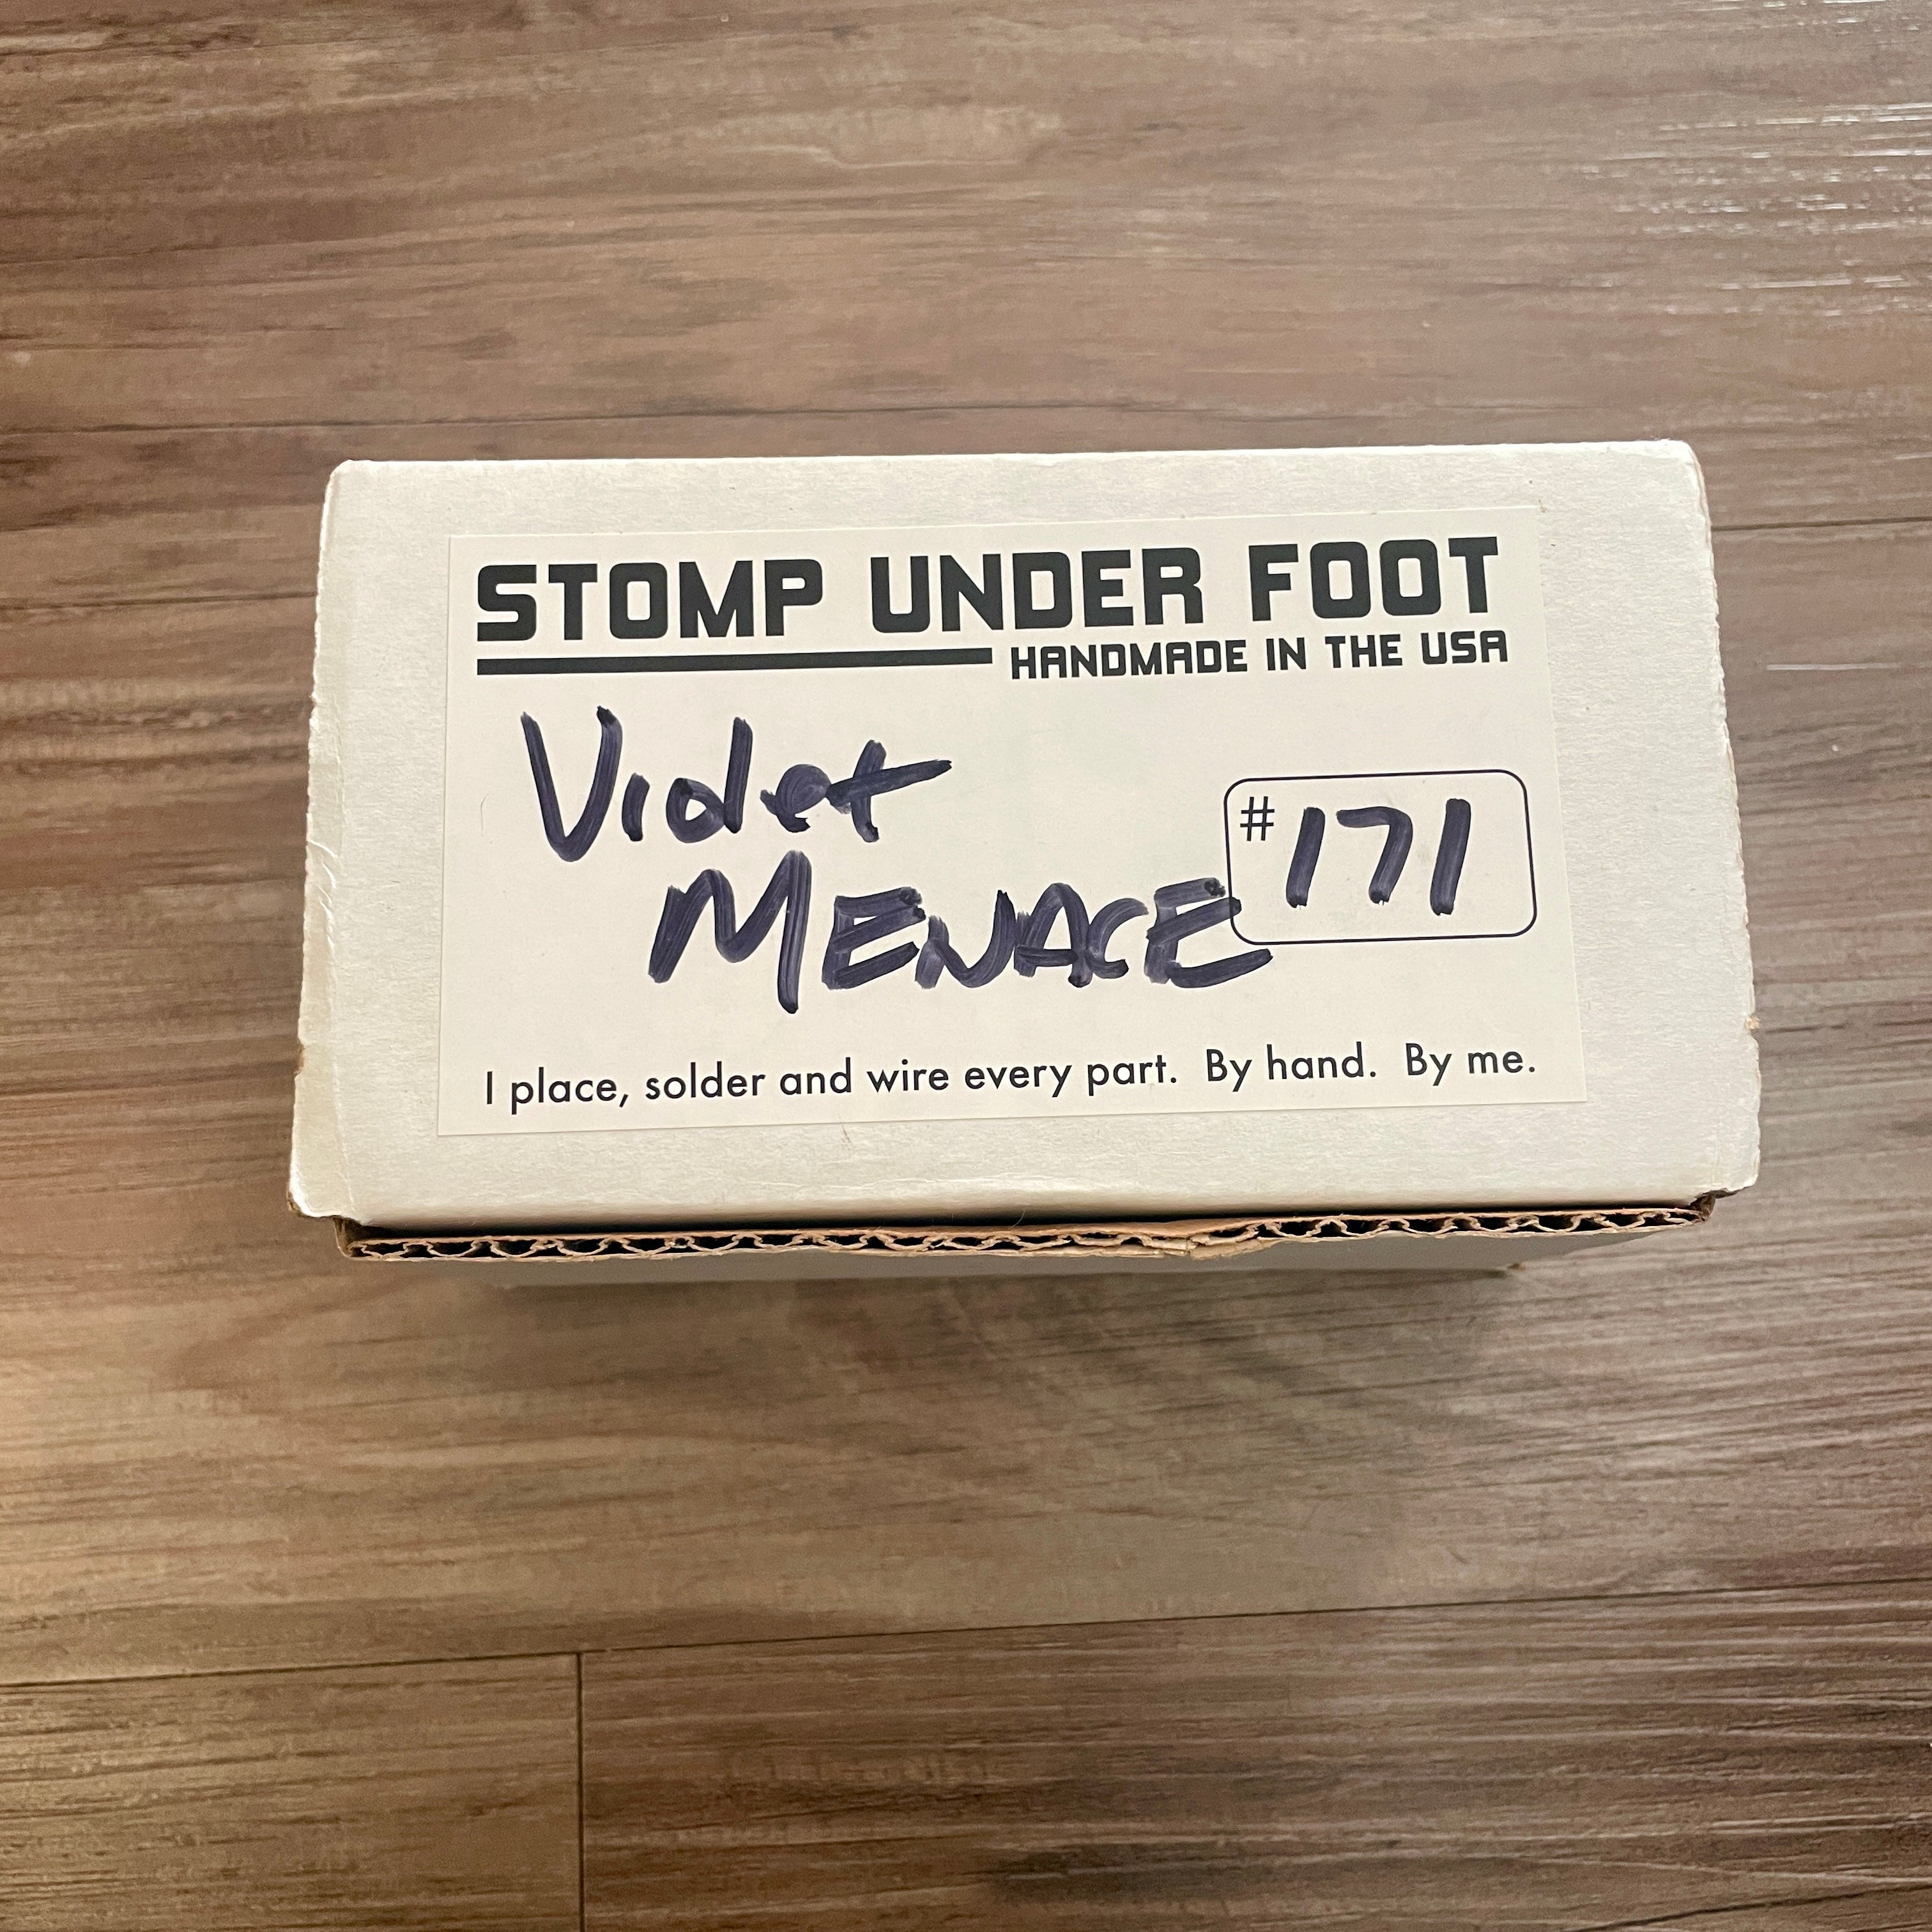 STOMP UNDER FOOT
HANDMADE IN THE USA
Violet
MENACE
#171
I place, solder and wire every part. By hand. By me.